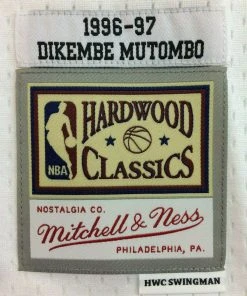 1996-97
DIKEMBE MUTOMBO
HARDWOOD
CLASSICS
NBA
NOSTALGIA CO.
Mitchell & Ness
PHILADELPHIA, PA.
HWC SWINGMAN